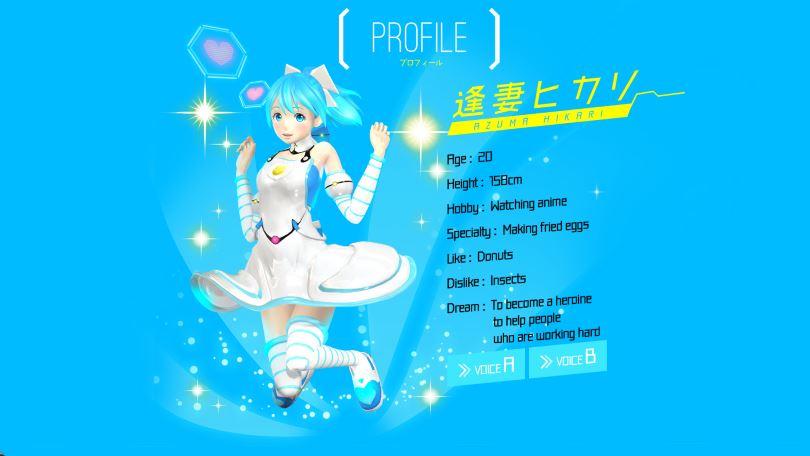 PROFILE
プロフィール
逢妻ヒカリ
AZUMA HIKARI
Age : 20
Height : 158cm
Hobby : Watching anime
Specialty : Making fried eggs
Like : Donuts
Dislike : Insects
Dream : To become a heroine
to help people
who are working hard
VOICE A
VOICE B